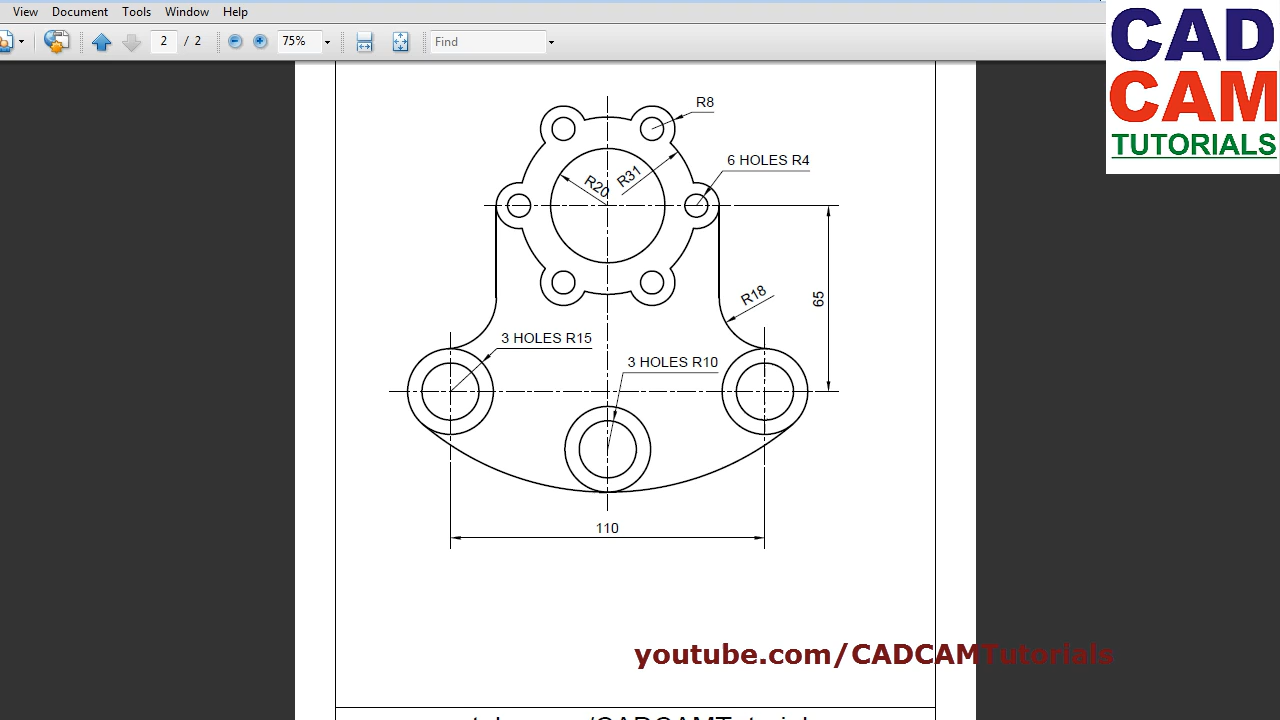 View Document Tools Window Help
2 / 2 75% Find
CAD
CAM
TUTORIALS
R8
6 HOLES R4
R20
R31
65
R18
3 HOLES R15
3 HOLES R10
110
youtube.com/CADCAMTutorials